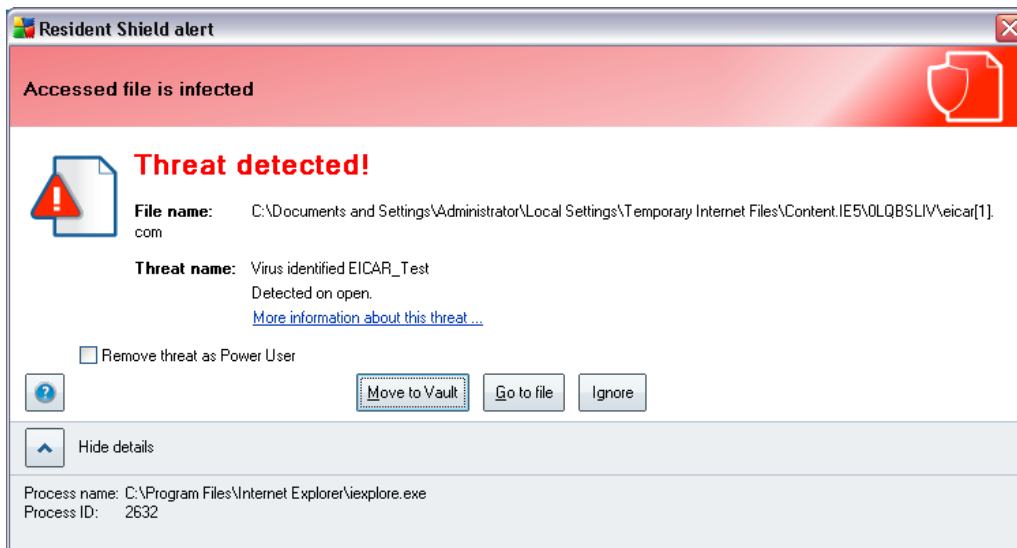 Resident Shield alert
Accessed file is infected
Threat detected!
File name: C:\Documents and Settings\Administrator\Local Settings\Temporary Internet Files\Content.IE5\0LQBSLIV\eicar[1].
com
Threat name: Virus identified EICAR_Test
Detected on open.
More information about this threat ...
Remove threat as Power User
? Move to Vault Go to file Ignore
Hide details
Process name: C:\Program Files\Internet Explorer\iexplore.exe
Process ID: 2632